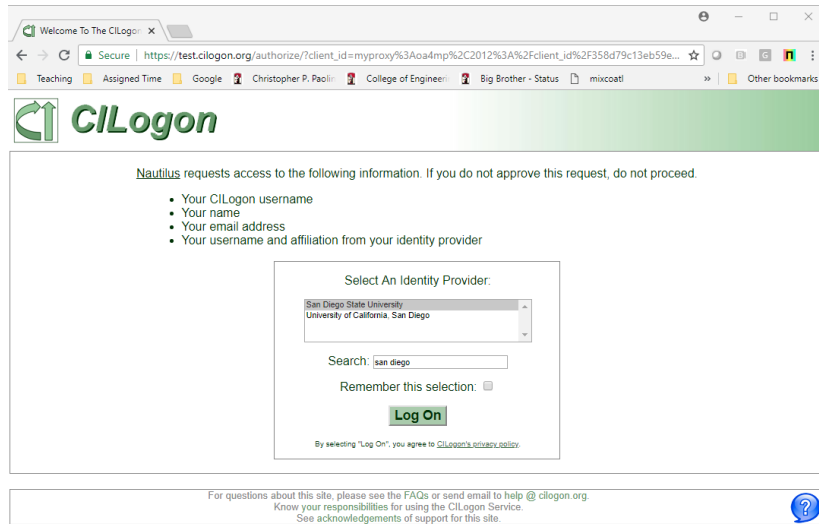 Welcome To The CILogon
Secure | https://test.cilogon.org/authorize/?client_id=myproxy%3Aoa4mp%2C2012%3A%2Fclient_id%2F358d79c13eb59e...
Teaching Assigned Time Google Christopher P. Paolin College of Engineeri Big Brother - Status mixcoatl » Other bookmarks
CILogon
Nautilus requests access to the following information. If you do not approve this request, do not proceed.
• Your CILogon username
• Your name
• Your email address
• Your username and affiliation from your identity provider
Select An Identity Provider:
San Diego State University
University of California, San Diego
Search: san diego
Remember this selection:
Log On
By selecting "Log On", you agree to CILogon's privacy policy.
For questions about this site, please see the FAQs or send email to help @ cilogon.org.
Know your responsibilities for using the CILogon Service.
See acknowledgements of support for this site.